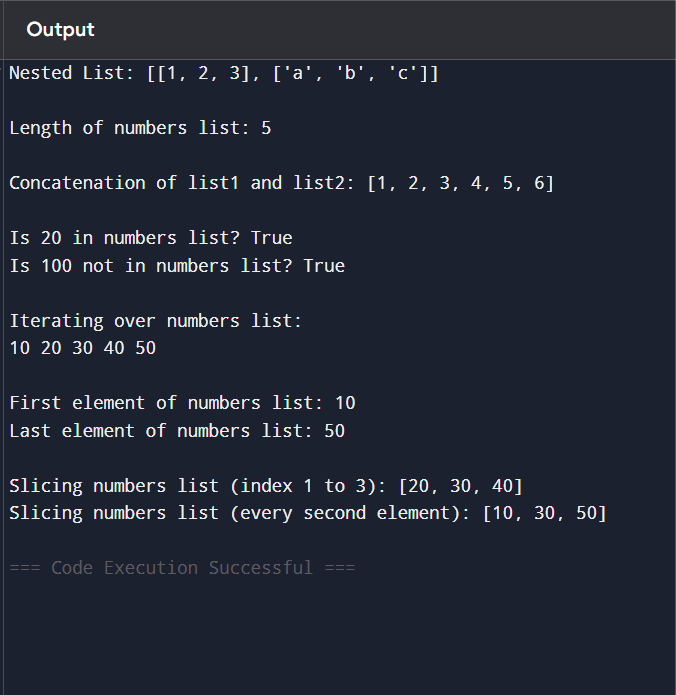 Output
Nested List: [[1, 2, 3], ['a', 'b', 'c']]
Length of numbers list: 5
Concatenation of list1 and list2: [1, 2, 3, 4, 5, 6]
Is 20 in numbers list? True
Is 100 not in numbers list? True
Iterating over numbers list:
10 20 30 40 50
First element of numbers list: 10
Last element of numbers list: 50
Slicing numbers list (index 1 to 3): [20, 30, 40]
Slicing numbers list (every second element): [10, 30, 50]
=== Code Execution Successful ===